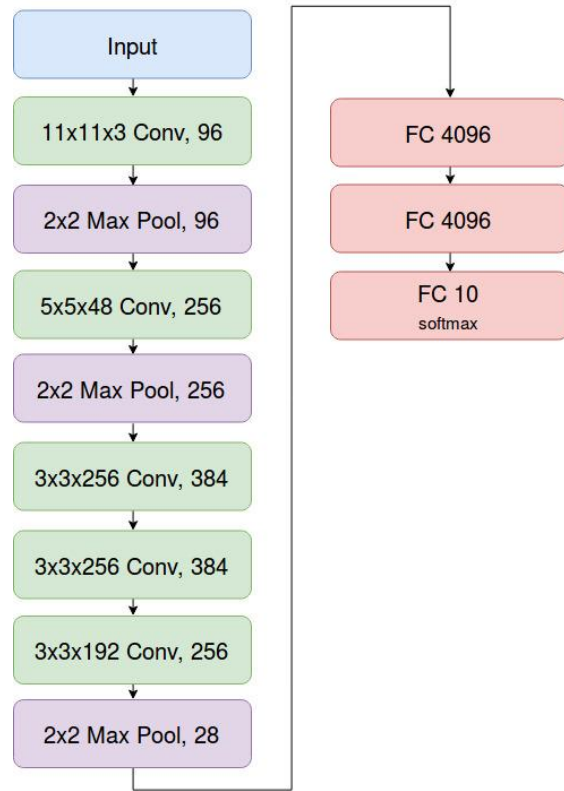 Input
11x11x3 Conv, 96
2x2 Max Pool, 96
5x5x48 Conv, 256
2x2 Max Pool, 256
3x3x256 Conv, 384
3x3x256 Conv, 384
3x3x192 Conv, 256
2x2 Max Pool, 28
FC 4096
FC 4096
FC 10
softmax